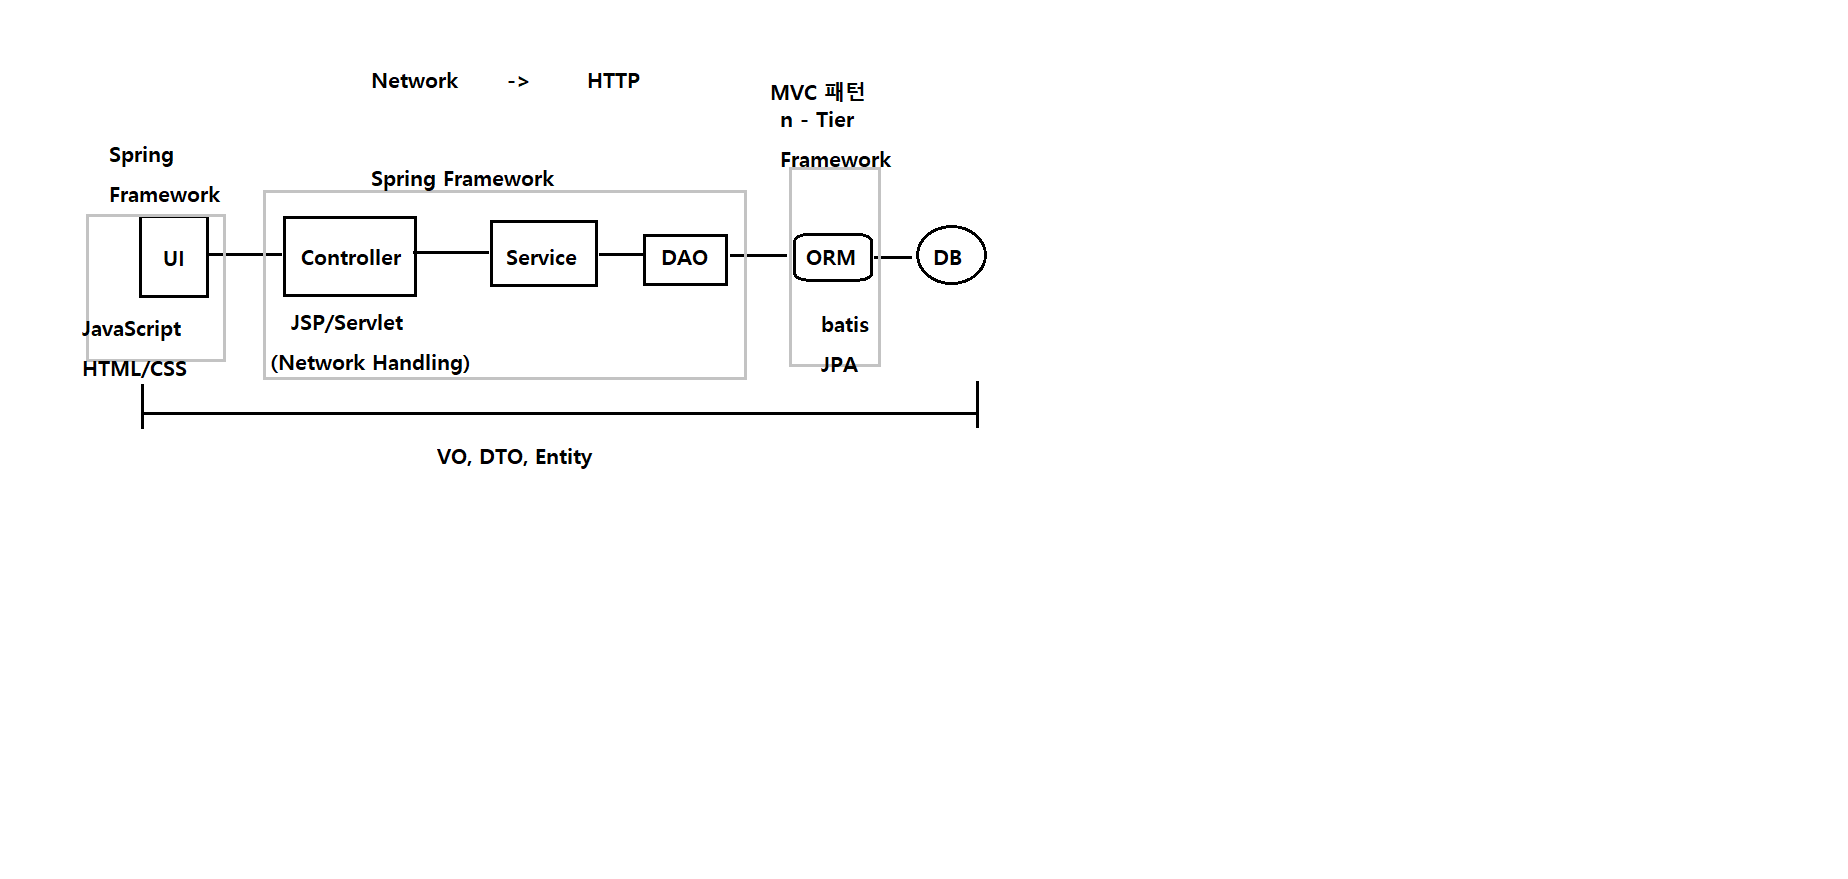 Network -> HTTP
MVC 패턴
n - Tier
Framework
Spring
Framework
Spring Framework
UI
Controller
Service
DAO
ORM
DB
JavaScript
HTML/CSS
JSP/Servlet
(Network Handling)
batis
JPA
VO, DTO, Entity